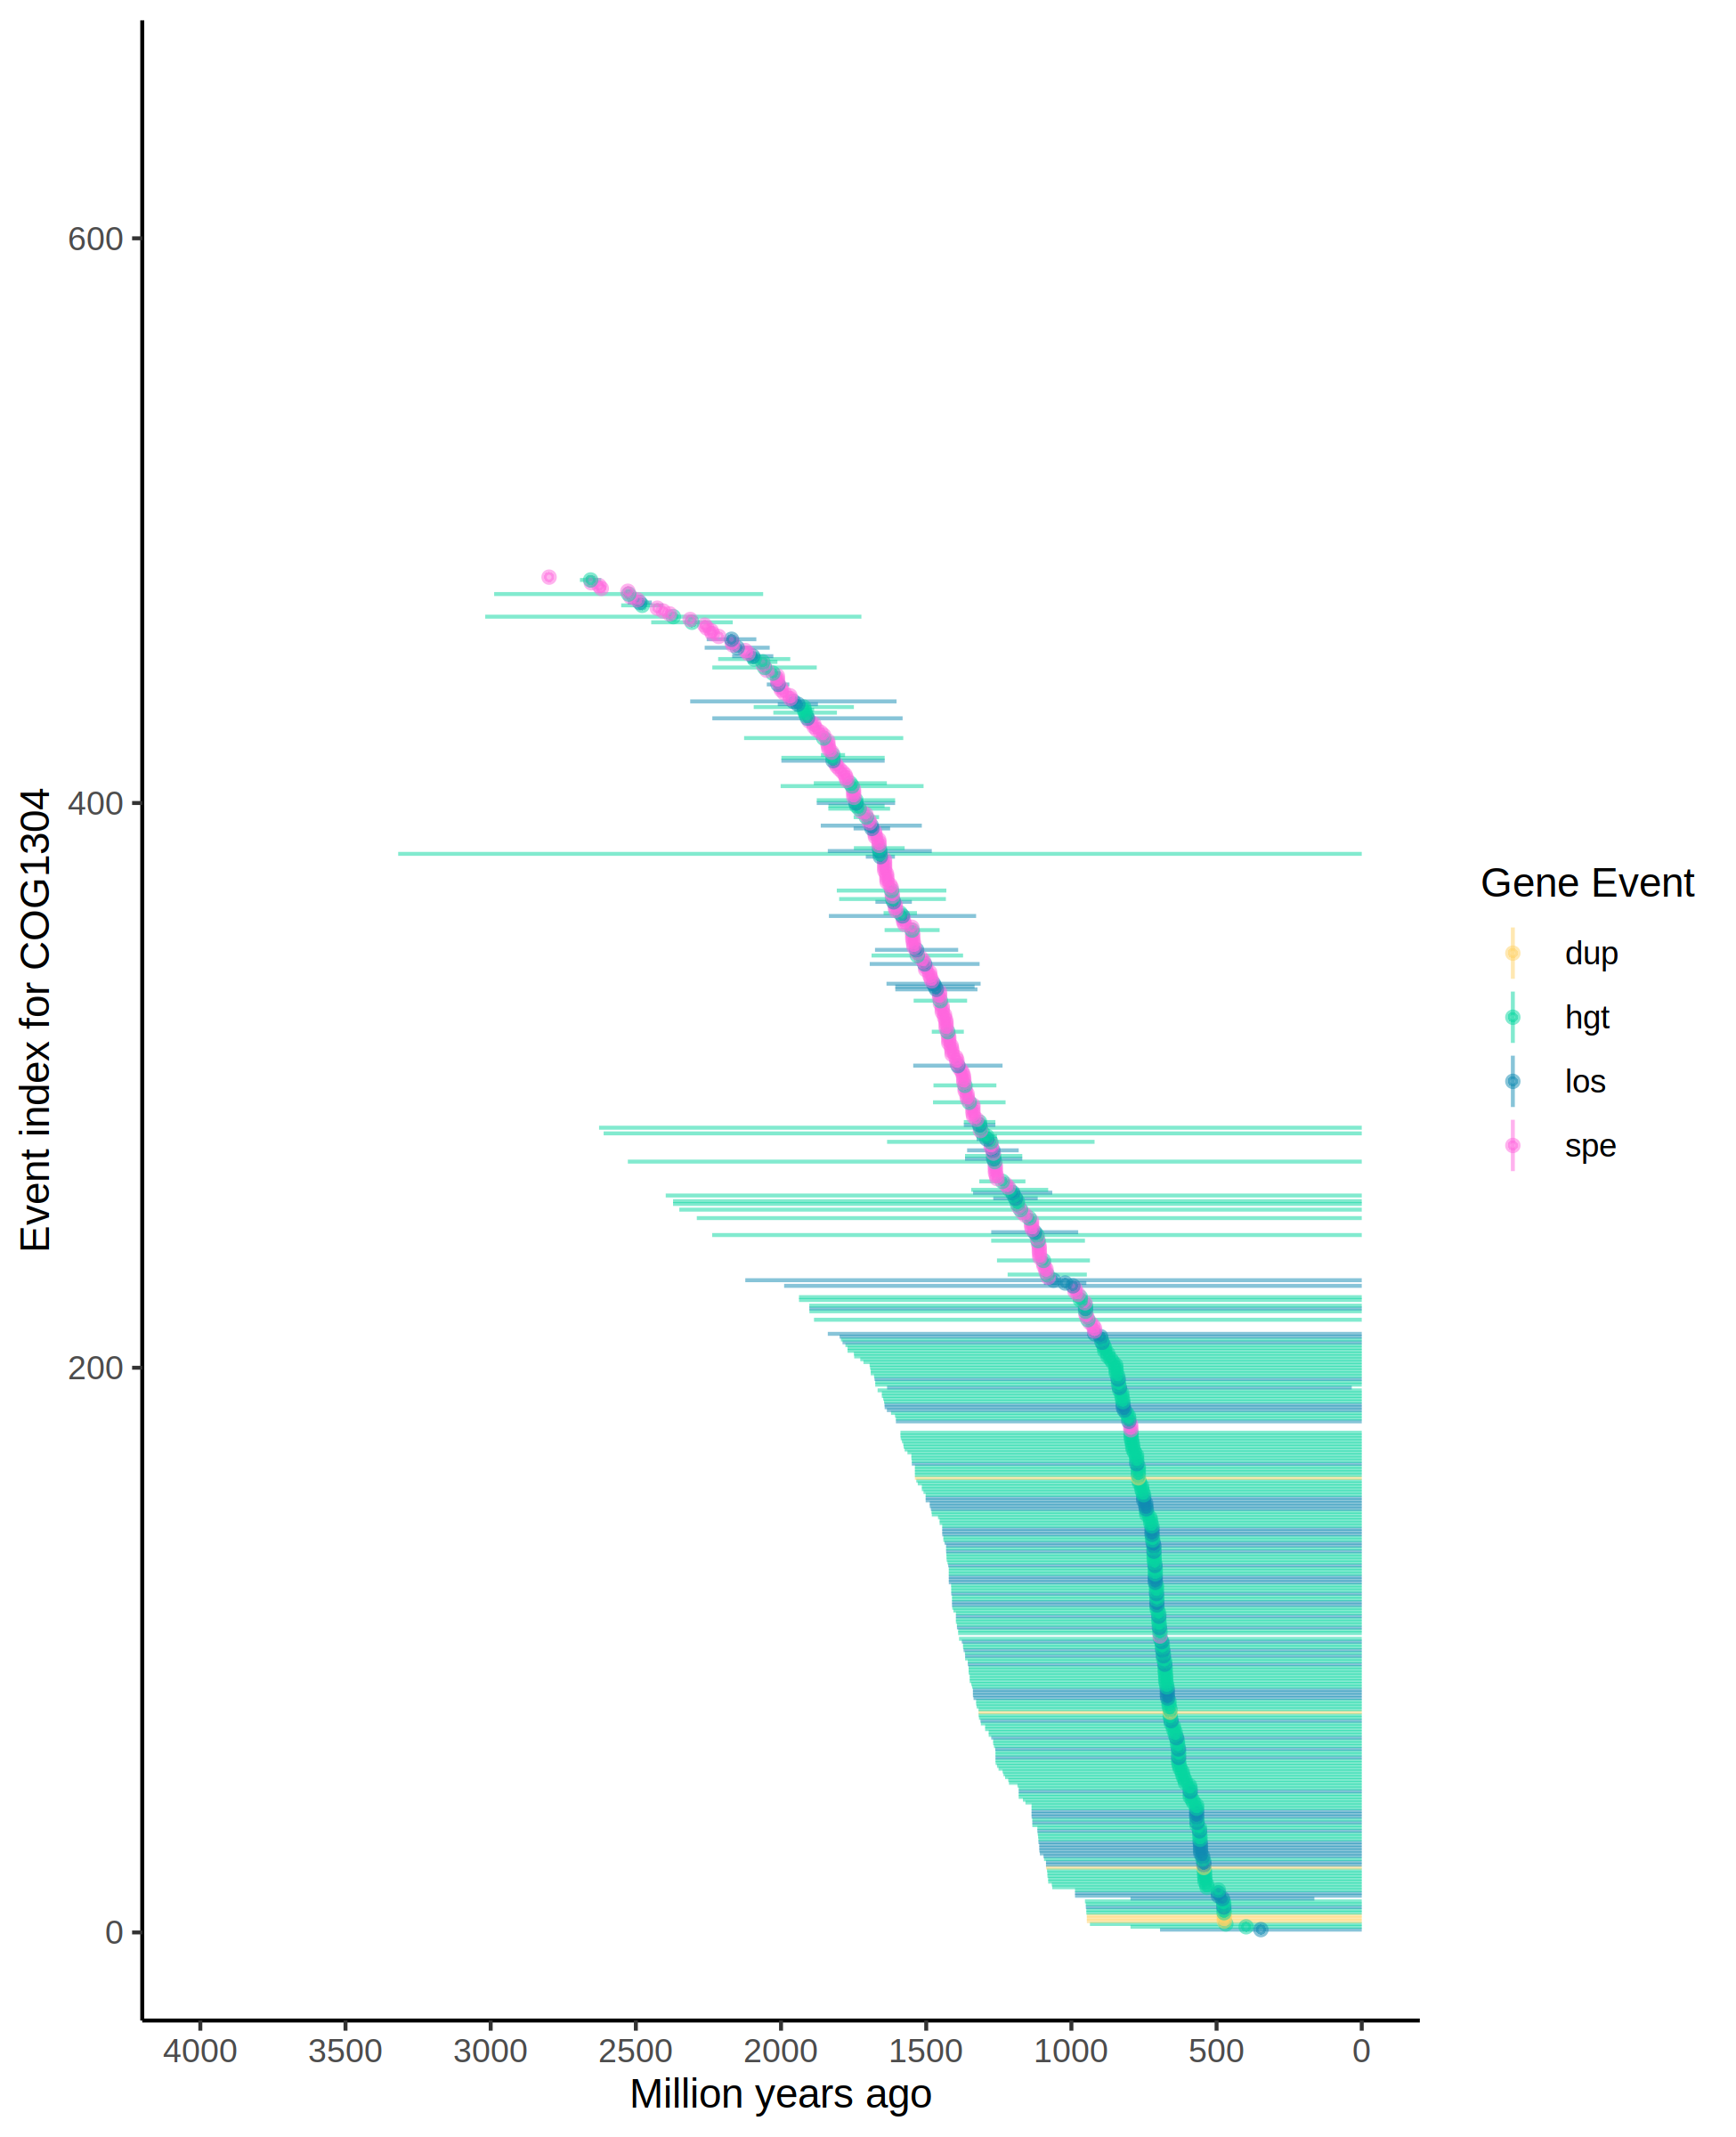 Event index for COG1304
600
400
200
0
4000 3500 3000 2500 2000 1500 1000 500 0
Million years ago
Gene Event
dup
hgt
los
spe